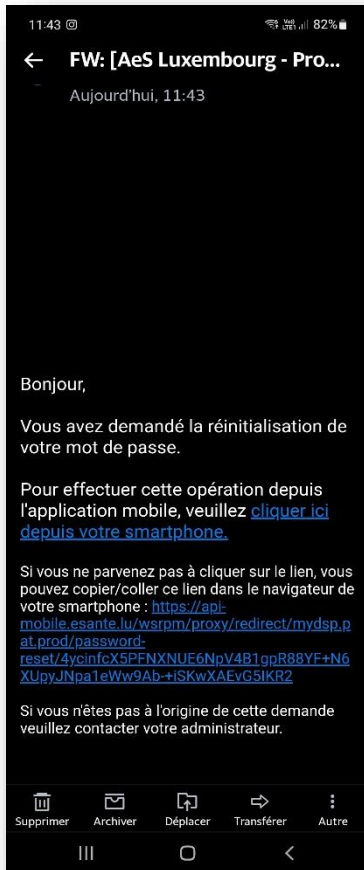 11:43
82%
FW: [AeS Luxembourg - Pro...
Aujourd'hui, 11:43
Bonjour,
Vous avez demandé la réinitialisation de
votre mot de passe.
Pour effectuer cette opération depuis
l'application mobile, veuillez cliquer ici
depuis votre smartphone.
Si vous ne parvenez pas à cliquer sur le lien, vous
pouvez copier/coller ce lien dans le navigateur de
votre smartphone : https://api-
mobile.esante.lu/wsrpm/proxy/redirect/mydsp.p
at.prod/password-
reset/4ycinfcX5PFNXNUE6NpV4B1gpR88YF+N6
XUpyJNpa1eWw9Ab-+iSKwXAEvG5IKR2
Si vous n'êtes pas à l'origine de cette demande
veuillez contacter votre administrateur.
Supprimer Archiver Déplacer Transférer Autre